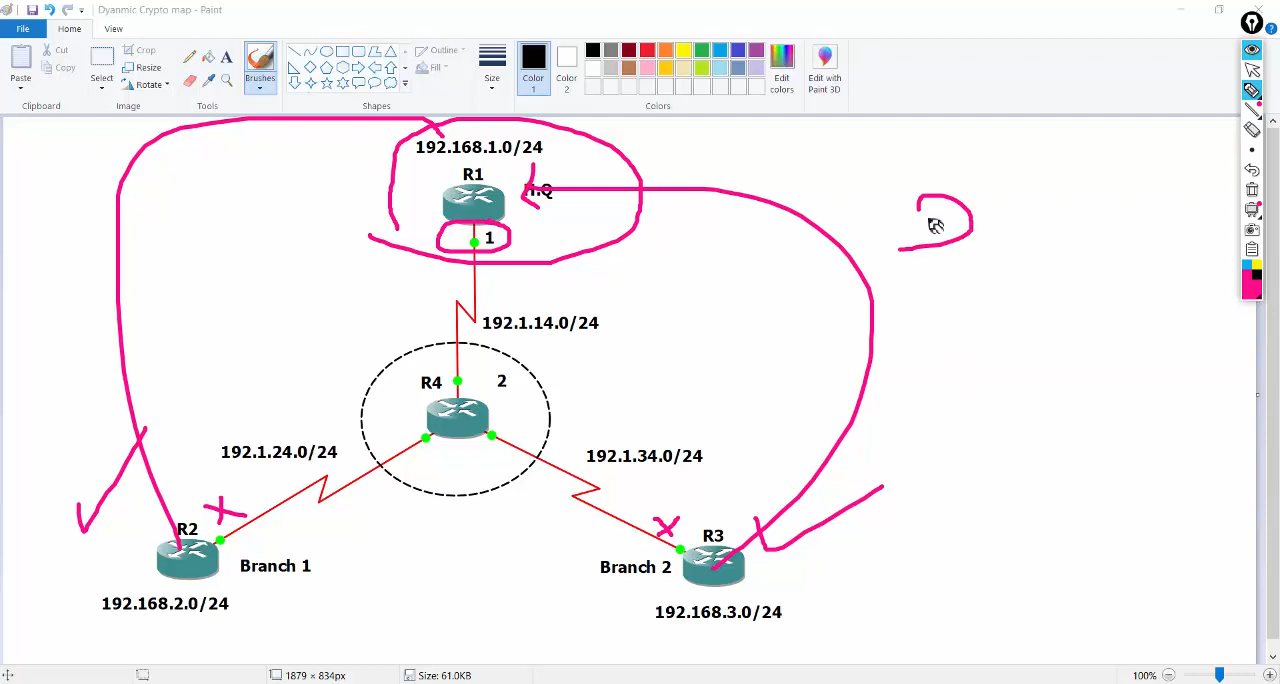 Dyanmic Crypto map - Paint
File Home View
Paste
Cut
Copy
Clipboard
Select
Crop
Resize
Rotate
Image
Tools
Brushes
Shapes
Outline
Fill
Size
Color 1
Color 2
Colors
Edit colors
Edit with Paint 3D
192.168.1.0/24
R1
H.Q
1
192.1.14.0/24
R4 2
192.1.24.0/24
192.1.34.0/24
R2
R3
Branch 1
Branch 2
192.168.2.0/24
192.168.3.0/24
1879 × 834px
Size: 61.0KB
100%